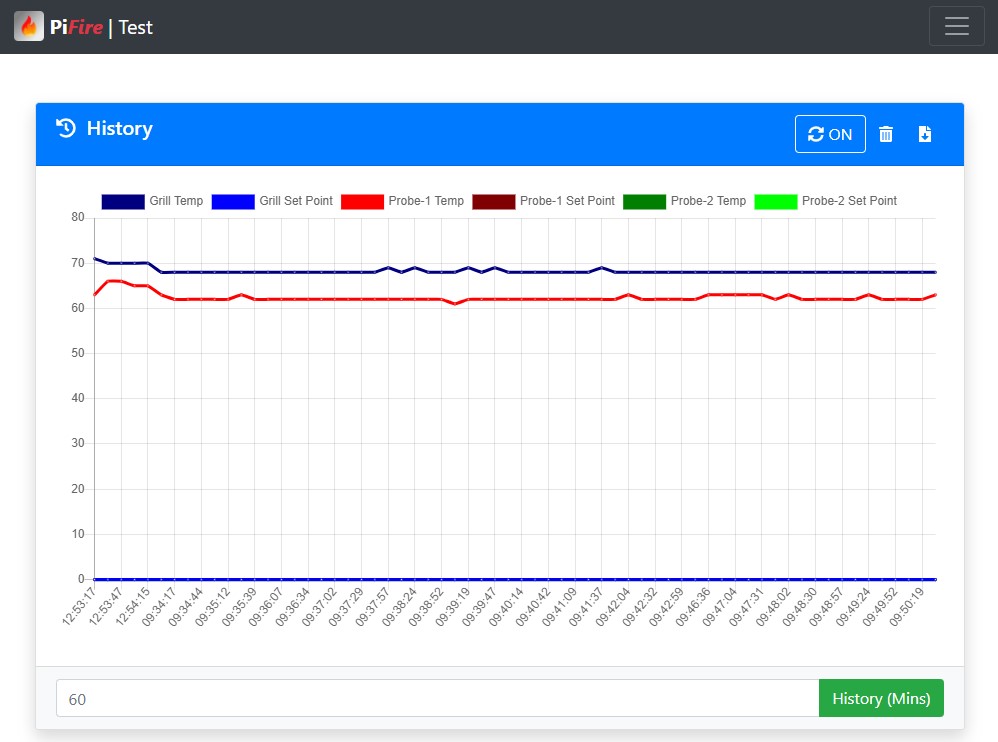 PiFire | Test
History
ON
Grill Temp Grill Set Point Probe-1 Temp Probe-1 Set Point Probe-2 Temp Probe-2 Set Point
80
70
60
50
40
30
20
10
0
12:53:17 12:53:47 12:54:15 09:34:17 09:34:44 09:35:12 09:35:39 09:36:07 09:36:34 09:37:02 09:37:29 09:37:57 09:38:24 09:38:52 09:39:19 09:39:47 09:40:14 09:40:42 09:41:09 09:41:37 09:42:04 09:42:32 09:42:59 09:46:36 09:47:04 09:47:31 09:48:02 09:48:30 09:48:57 09:49:24 09:49:52 09:50:19
60 History (Mins)